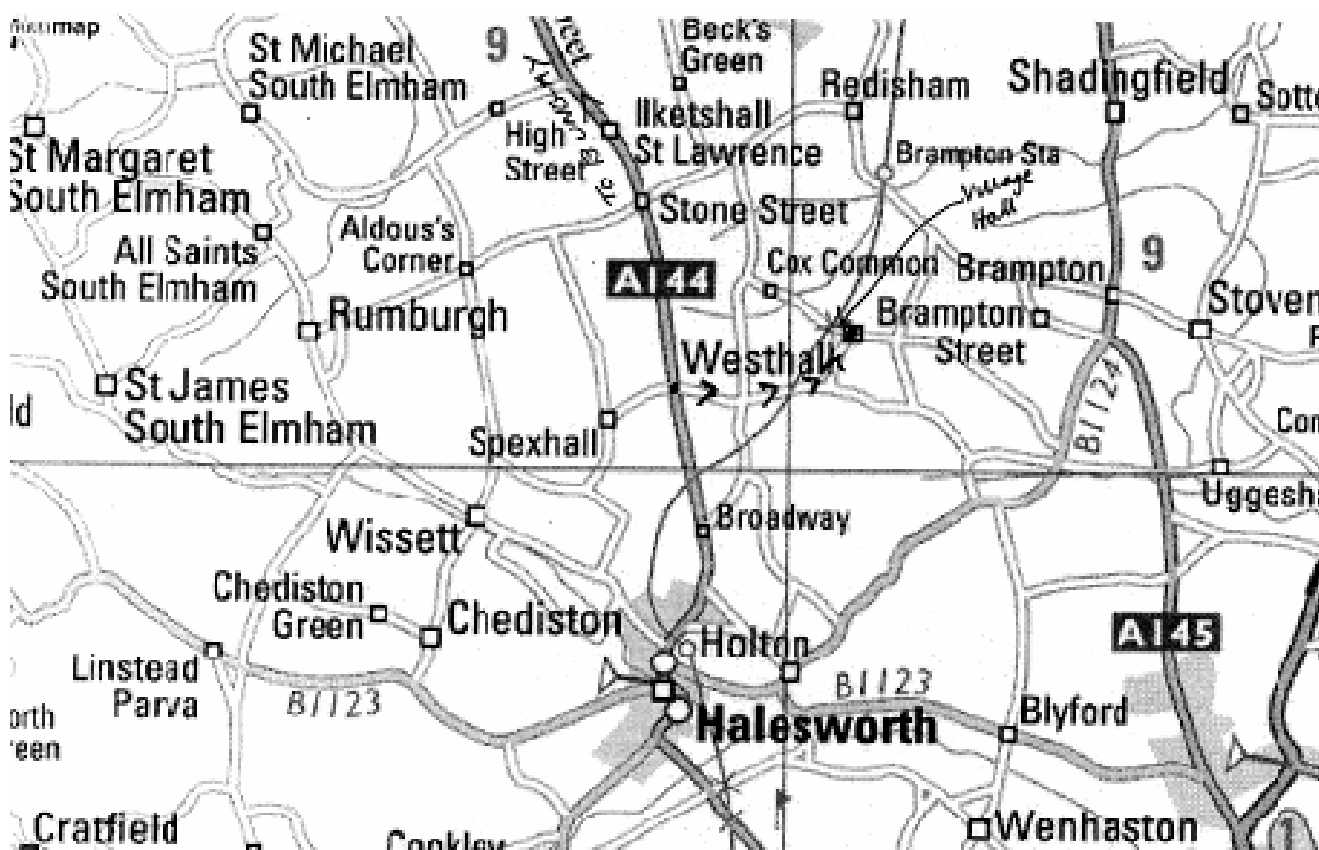 St Michael
South Elmham
9
Beck's
Green
Redisham
Shadingfield
High
Street
Ilketshall
St Lawrence
St Margaret
South Elmham
Brampton Sta
Village
Hall
Stone Street
All Saints
South Elmham
Aldous's
Corner
A144
Cox Common
Brampton
9
Rumburgh
Brampton
Street
Westhall
St James
South Elmham
B1124
Spexhall
Wissett
Broadway
Chediston
Green
Chediston
Holton
A145
Linstead
Parva
B1123
B1123
Blyford
Halesworth
Cratfield
Wenhaston